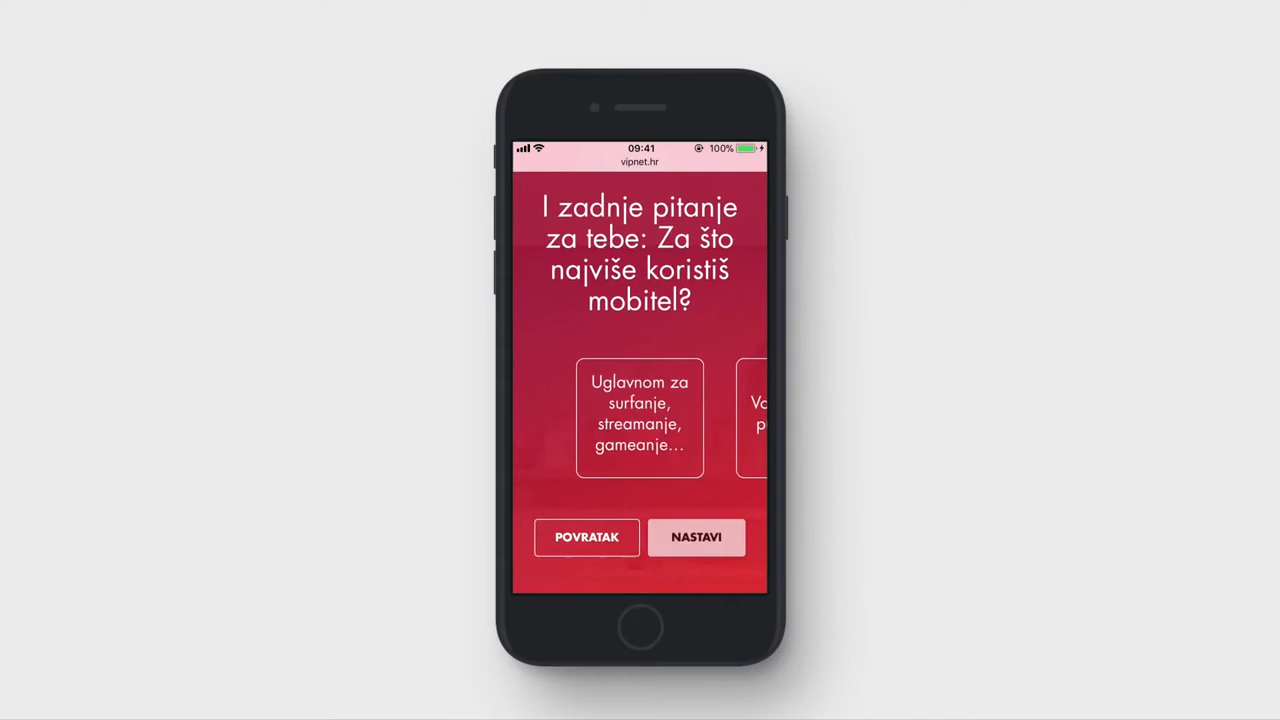 09:41
100%
vipnet.hr
I zadnje pitanje
za tebe: Za što
najviše koristiš
mobitel?
Uglavnom za
surfanje,
streamanje,
gameanje...
POVRATAK
NASTAVI